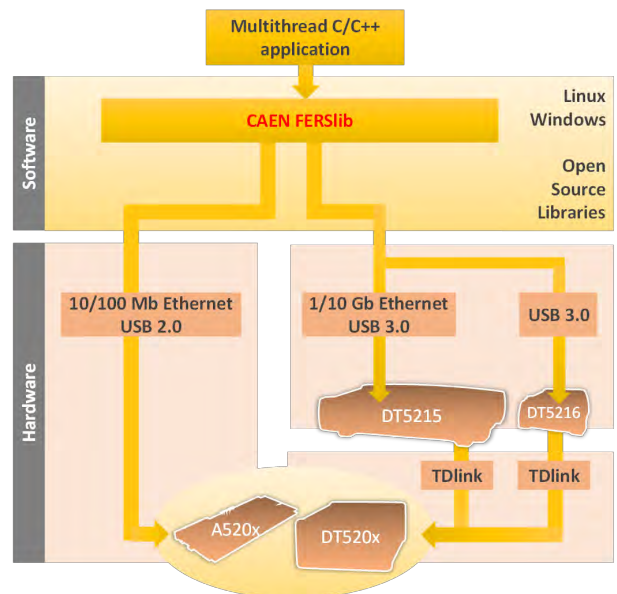 Multithread C/C++
application
Software
CAEN FERSlib
Linux
Windows
Open
Source
Libraries
Hardware
10/100 Mb Ethernet
USB 2.0
1/10 Gb Ethernet
USB 3.0
USB 3.0
DT5215
DT5216
TDlink
TDlink
A520x
DT520x